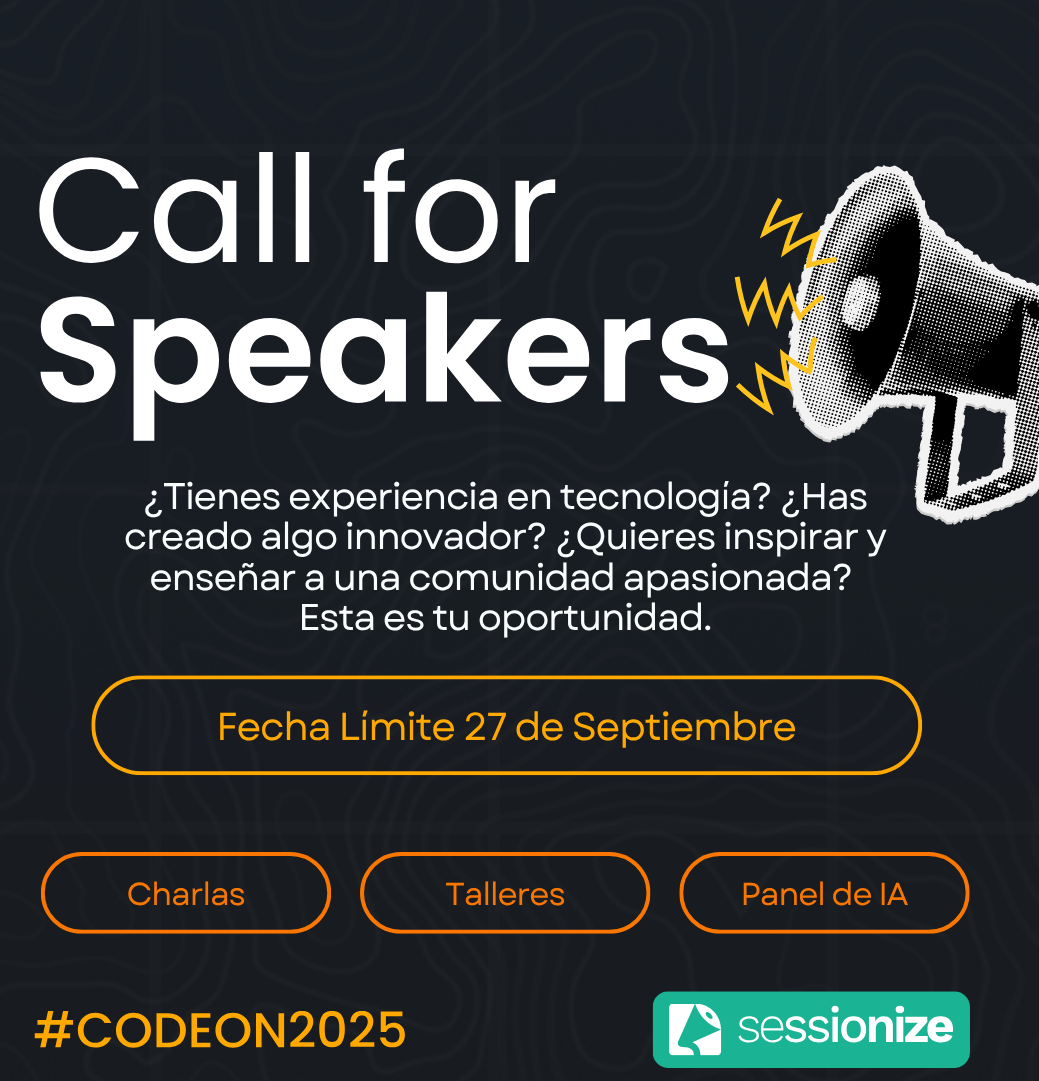 Call for
Speakers
¿Tienes experiencia en tecnología? ¿Has
creado algo innovador? ¿Quieres inspirar y
enseñar a una comunidad apasionada?
Esta es tu oportunidad.
Fecha Límite 27 de Septiembre
Charlas
Talleres
Panel de IA
#CODEON2025
sessionize